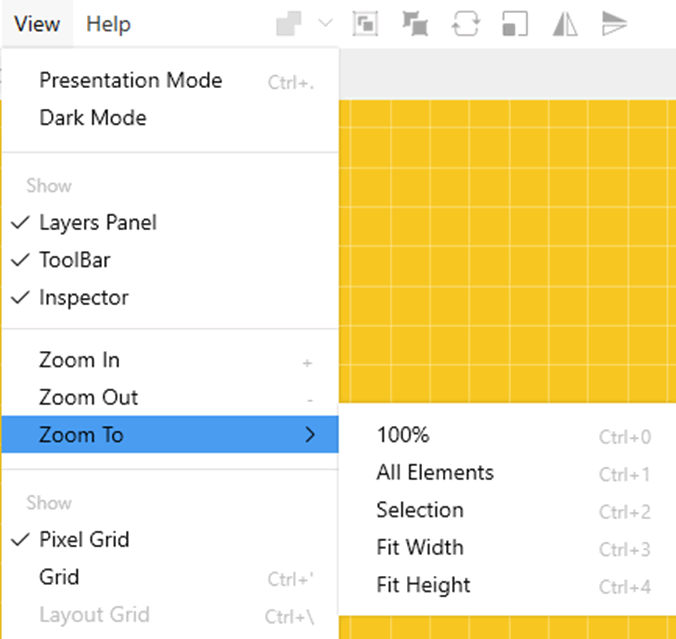 View Help
Presentation Mode Ctrl+.
Dark Mode
Show
Layers Panel
ToolBar
Inspector
Zoom In +
Zoom Out -
Zoom To
100% Ctrl+0
All Elements Ctrl+1
Selection Ctrl+2
Fit Width Ctrl+3
Fit Height Ctrl+4
Show
Pixel Grid
Grid Ctrl+'
Layout Grid Ctrl+\